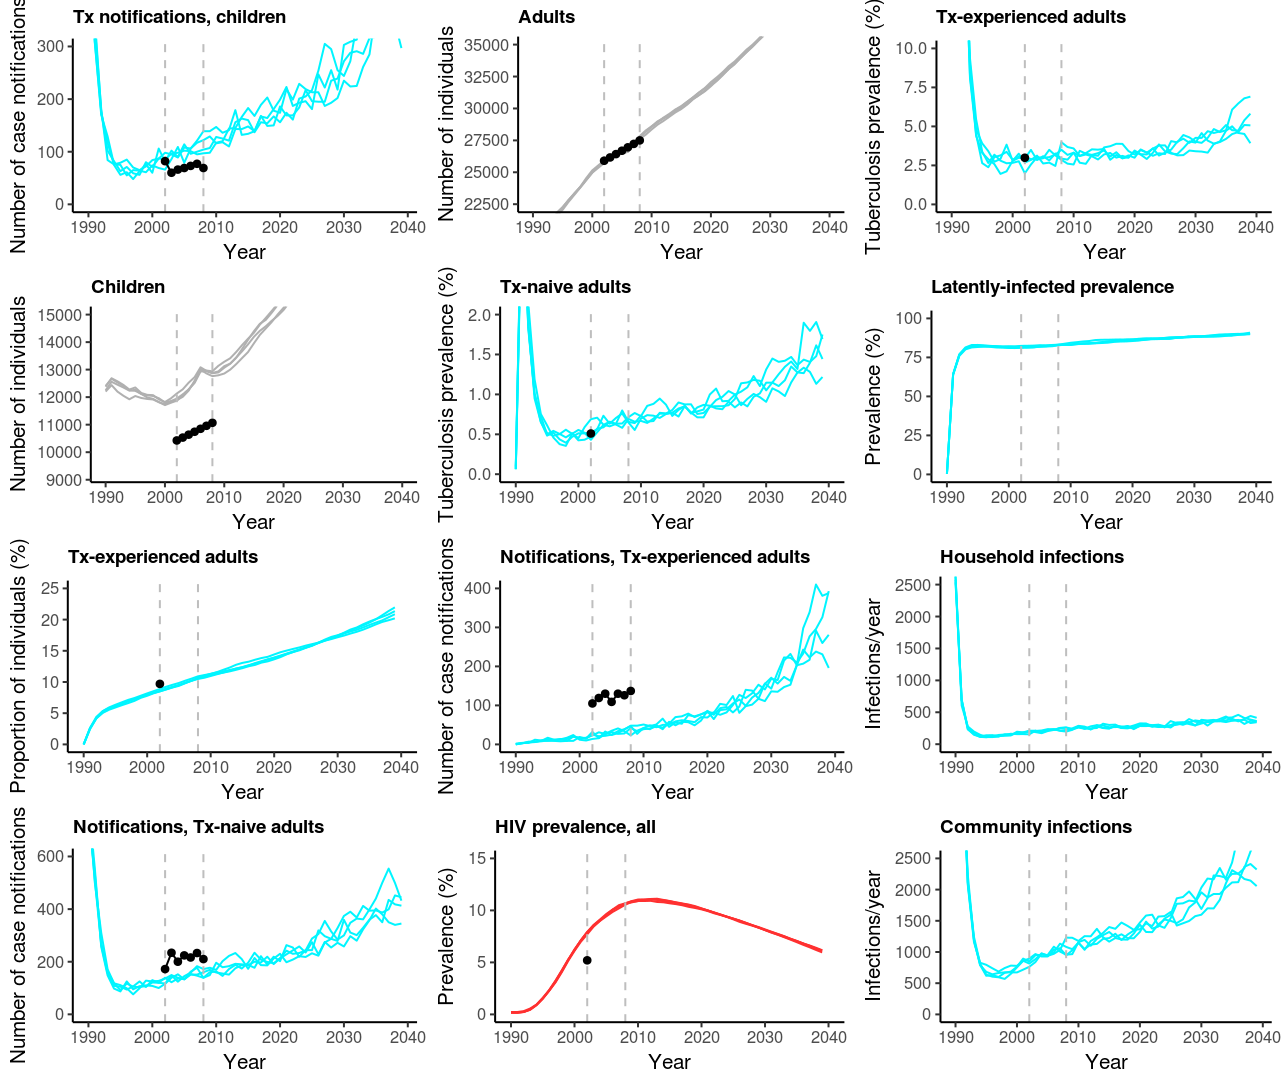 Tx notifications, children
Number of case notifications
300
200
100
0
1990 2000 2010 2020 2030 2040
Year
Adults
Number of individuals
35000
32500
30000
27500
25000
22500
1990 2000 2010 2020 2030 2040
Year
Tx-experienced adults
Tuberculosis prevalence (%)
10.0
7.5
5.0
2.5
0.0
1990 2000 2010 2020 2030 2040
Year
Children
Number of individuals
15000
14000
13000
12000
11000
10000
9000
1990 2000 2010 2020 2030 2040
Year
Tx-naive adults
Tuberculosis prevalence (%)
2.0
1.5
1.0
0.5
0.0
1990 2000 2010 2020 2030 2040
Year
Latently-infected prevalence
Prevalence (%)
100
75
50
25
0
1990 2000 2010 2020 2030 2040
Year
Tx-experienced adults
Proportion of individuals (%)
25
20
15
10
5
0
1990 2000 2010 2020 2030 2040
Year
Notifications, Tx-experienced adults
Number of case notifications
400
300
200
100
0
1990 2000 2010 2020 2030 2040
Year
Household infections
Infections/year
2500
2000
1500
1000
500
0
1990 2000 2010 2020 2030 2040
Year
Notifications, Tx-naive adults
Number of case notifications
600
400
200
0
1990 2000 2010 2020 2030 2040
Year
HIV prevalence, all
Prevalence (%)
15
10
5
0
1990 2000 2010 2020 2030 2040
Year
Community infections
Infections/year
2500
2000
1500
1000
500
0
1990 2000 2010 2020 2030 2040
Year